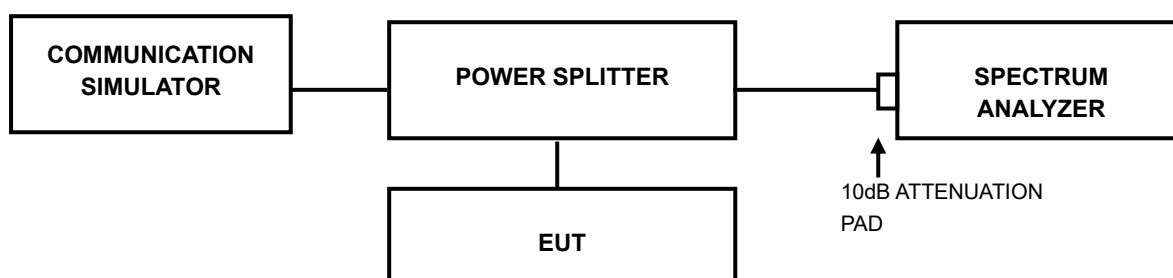 COMMUNICATION
SIMULATOR
POWER SPLITTER
SPECTRUM
ANALYZER
10dB ATTENUATION
PAD
EUT